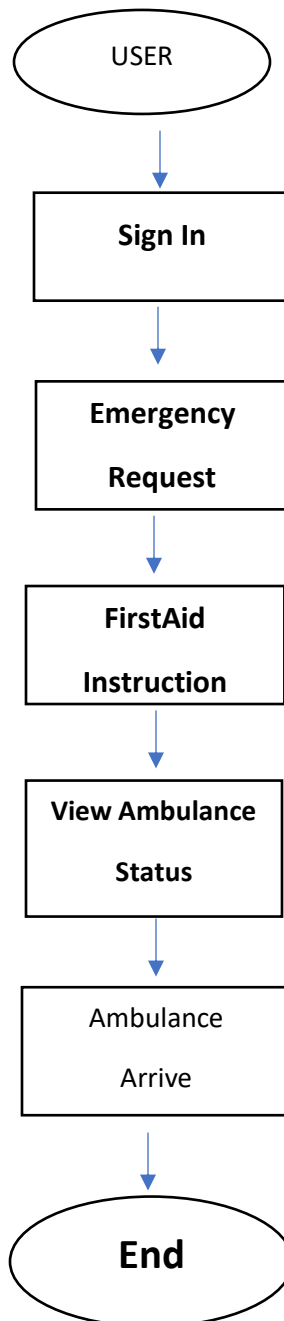 USER
Sign In
Emergency
Request
FirstAid
Instruction
View Ambulance
Status
Ambulance
Arrive
End